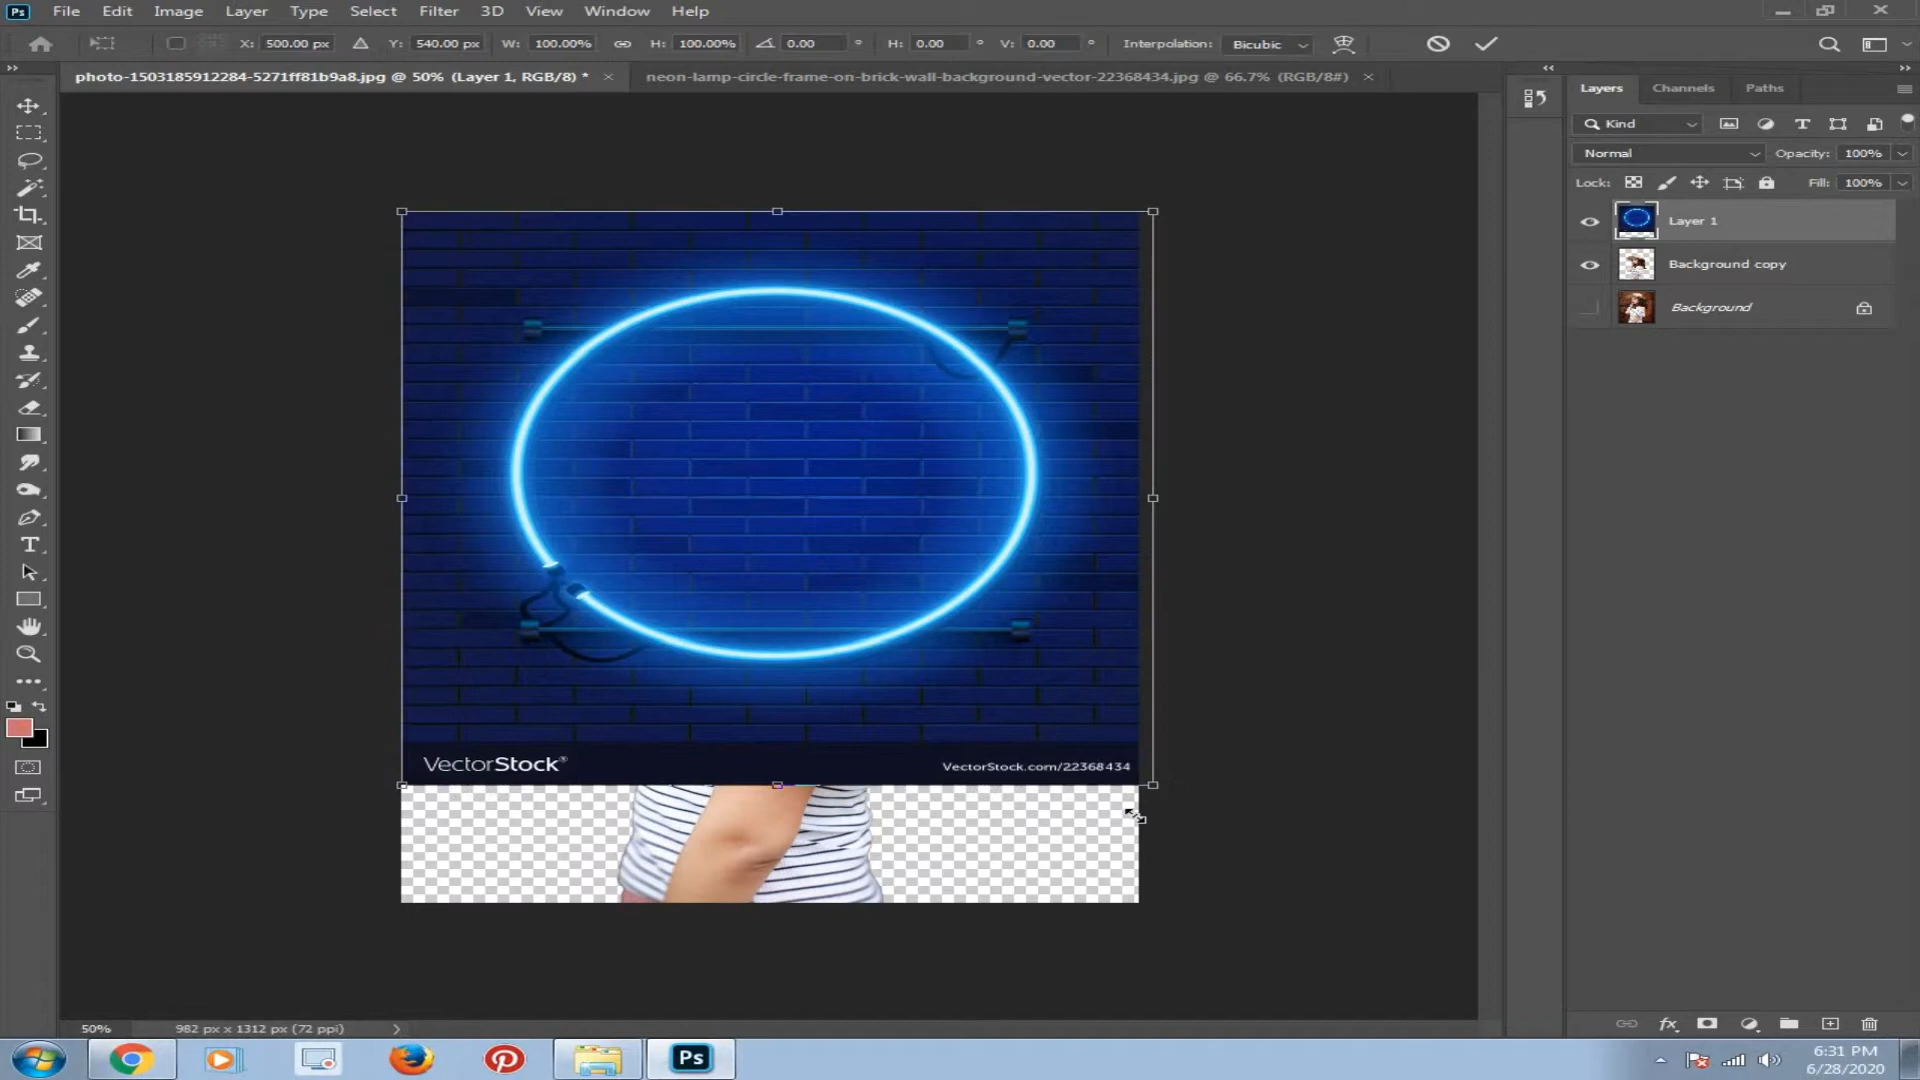 Ps File Edit Image Layer Type Select Filter 3D View Window Help
X: 500.00 px Y: 540.00 px W: 100.00% H: 100.00% 0.00 ° H: 0.00 ° V: 0.00 ° Interpolation: Bicubic
photo-1503185912284-5271ff81b9a8.jpg @ 50% (Layer 1, RGB/8) * × neon-lamp-circle-frame-on-brick-wall-background-vector-22368434.jpg @ 66.7% (RGB/8#) ×
Layers Channels Paths
Kind
Normal Opacity: 100%
Lock: Fill: 100%
Layer 1
Background copy
Background
VectorStock® VectorStock.com/22368434
50% 982 px x 1312 px (72 ppi)
Ps
6:31 PM
6/28/2020